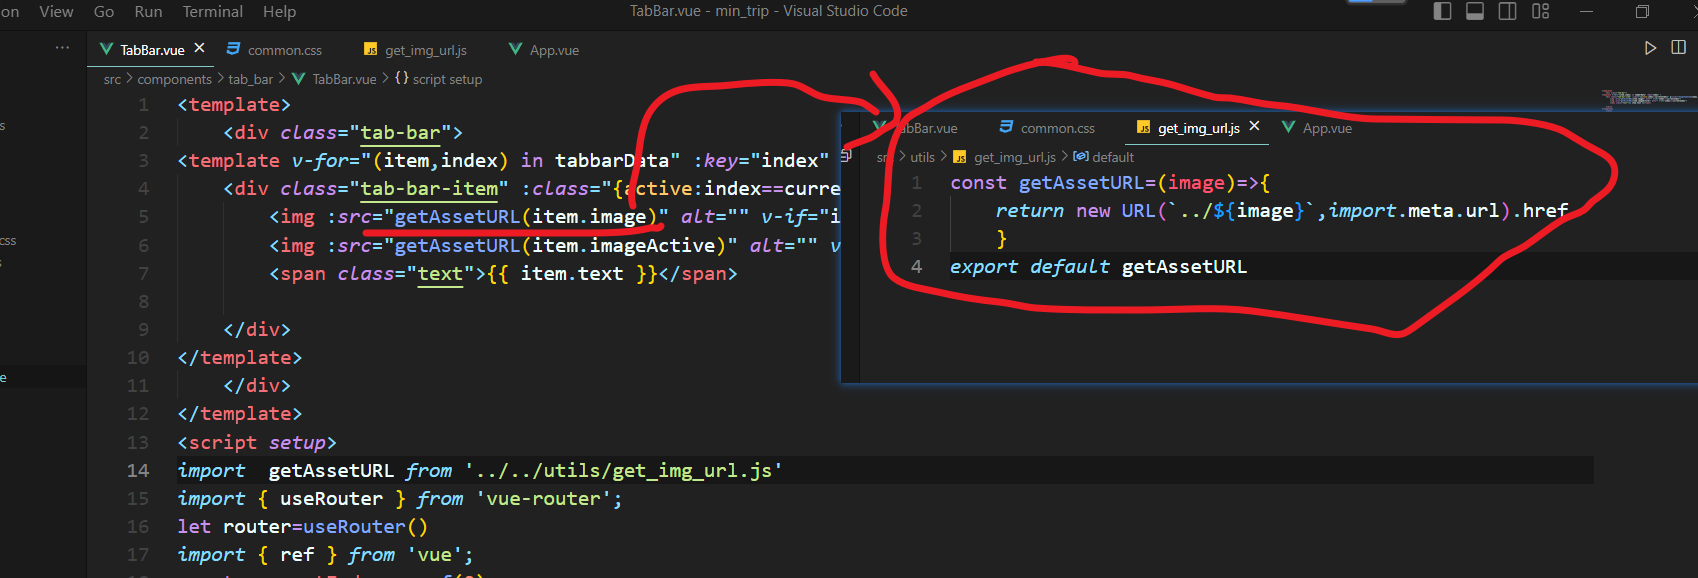 on View Go Run Terminal Help TabBar.vue - min_trip - Visual Studio Code
··· TabBar.vue common.css JS get_img_url.js App.vue
src > components > tab_bar > TabBar.vue > {} script setup
1 <template>
2 <div class="tab-bar">
3 <template v-for="(item,index) in tabbarData" :key="index"
4 <div class="tab-bar-item" :class="{active:index==curre
5 <img :src="getAssetURL(item.image)" alt="" v-if="i
6 <img :src="getAssetURL(item.imageActive)" alt="" v
7 <span class="text">{{ item.text }}</span>
8
9 </div>
10 </template>
11 </div>
12 </template>
13 <script setup>
14 import getAssetURL from '../../utils/get_img_url.js'
15 import { useRouter } from 'vue-router';
16 let router=useRouter()
17 import { ref } from 'vue';
s
css
e
abBar.vue common.css JS get_img_url.js App.vue
src > utils > JS get_img_url.js > default
1 const getAssetURL=(image)=>{
2 return new URL(`../${image}`,import.meta.url).href
3 }
4 export default getAssetURL